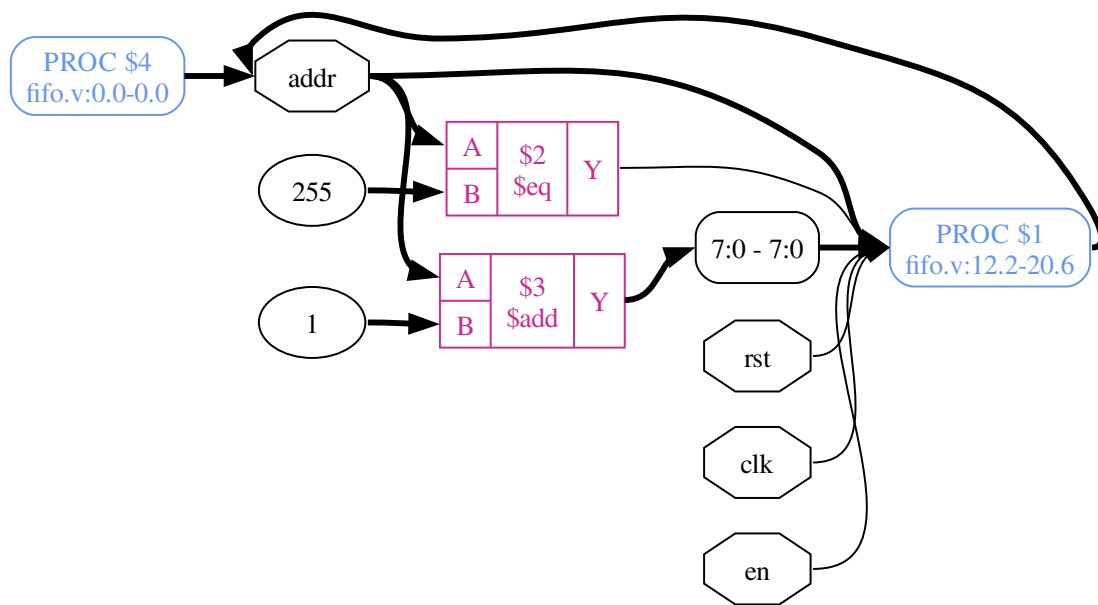 PROC $4
fifo.v:0.0-0.0
addr
255
1
A
B
$2
$eq
Y
A
B
$3
$add
Y
7:0 - 7:0
rst
clk
en
PROC $1
fifo.v:12.2-20.6